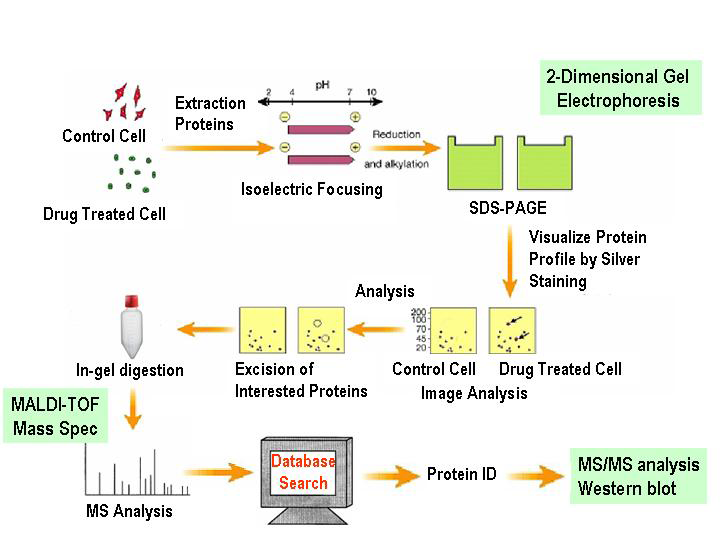 2-Dimensional Gel
Electrophoresis
pH
2 4 7 10
Extraction
Proteins
Control Cell
Reduction
and alkylation
Isoelectric Focusing
Drug Treated Cell
SDS-PAGE
Visualize Protein
Profile by Silver
Staining
Analysis
200
100
70
45
20
In-gel digestion
Excision of
Interested Proteins
Control Cell
Drug Treated Cell
Image Analysis
MALDI-TOF
Mass Spec
MS Analysis
Database
Search
Protein ID
MS/MS analysis
Western blot